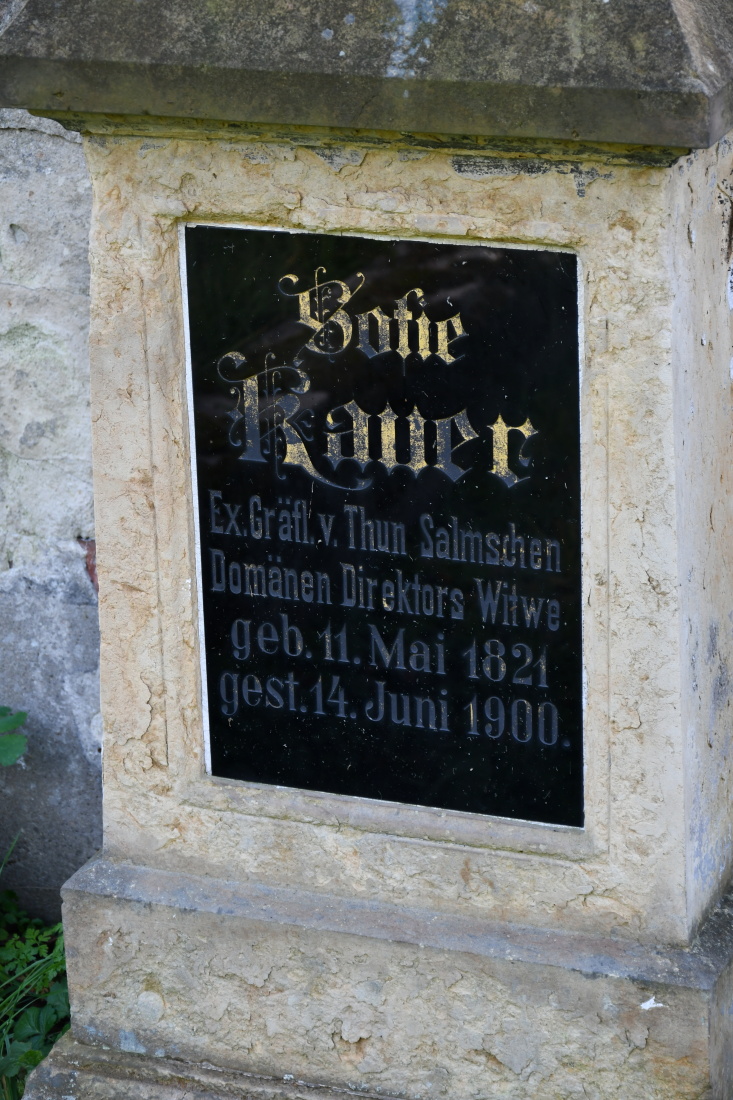 Sofie
Kauer
Ex. Gräfl. v. Thun Salmschen
Domänen Direktors Witwe
geb. 11. Mai 1821
gest. 14. Juni 1900.